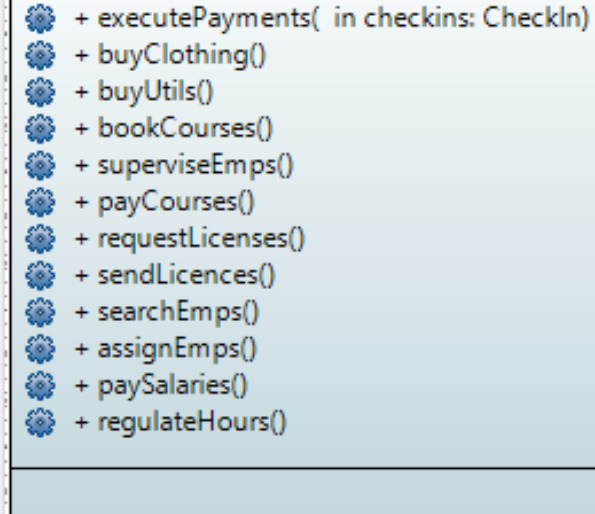 + executePayments( in checkins: CheckIn)
+ buyClothing()
+ buyUtils()
+ bookCourses()
+ superviseEmps()
+ payCourses()
+ requestLicenses()
+ sendLicences()
+ searchEmps()
+ assignEmps()
+ paySalaries()
+ regulateHours()